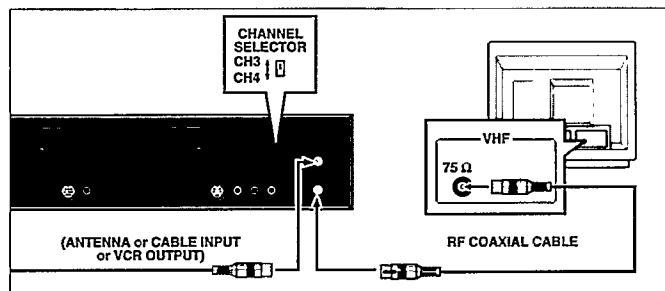 CHANNEL
SELECTOR
CH3
CH4
VHF
75 Ω
(ANTENNA or CABLE INPUT
or VCR OUTPUT)
RF COAXIAL CABLE